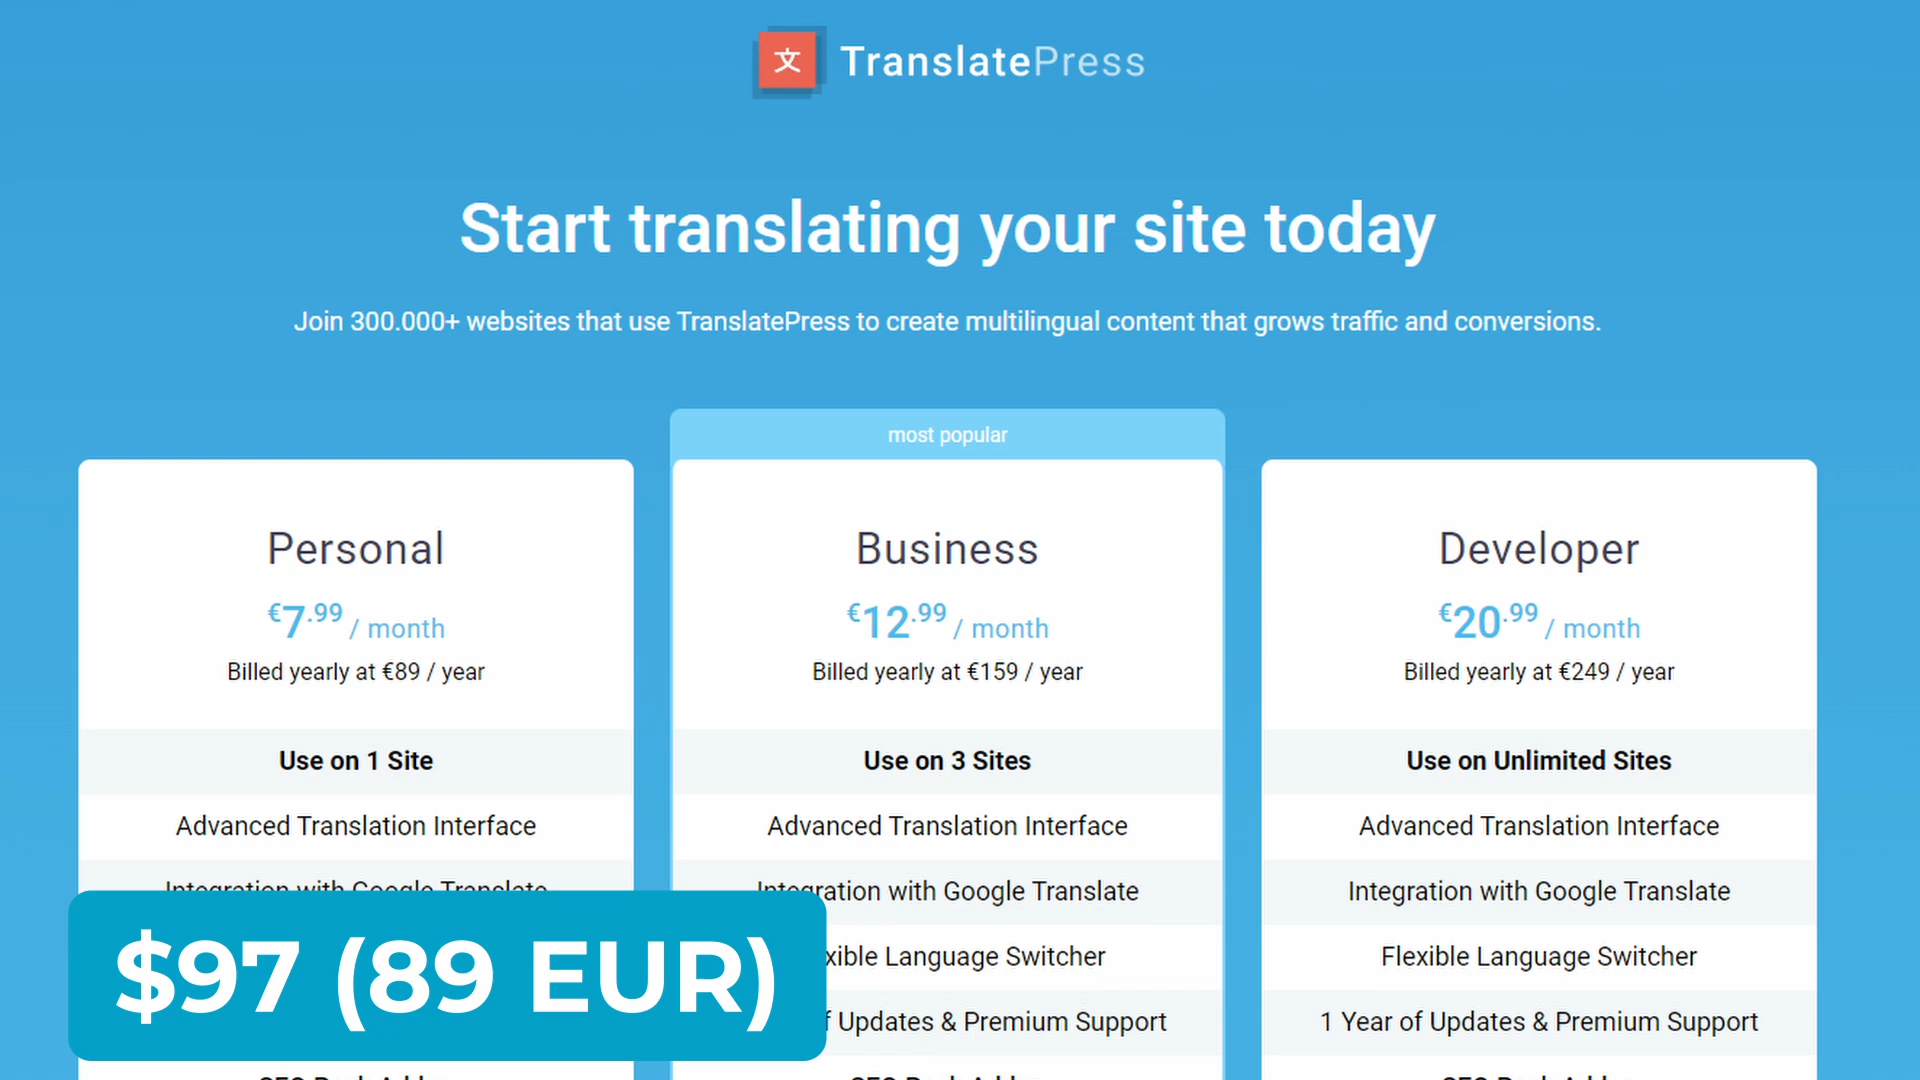 文 TranslatePress
Start translating your site today
Join 300.000+ websites that use TranslatePress to create multilingual content that grows traffic and conversions.
most popular
Personal
€7.99 / month
Billed yearly at €89 / year
Use on 1 Site
Advanced Translation Interface
Integration with Google Translate
Business
€12.99 / month
Billed yearly at €159 / year
Use on 3 Sites
Advanced Translation Interface
Integration with Google Translate
Language Switcher
Updates & Premium Support
Developer
€20.99 / month
Billed yearly at €249 / year
Use on Unlimited Sites
Advanced Translation Interface
Integration with Google Translate
Flexible Language Switcher
1 Year of Updates & Premium Support
$97 (89 EUR)